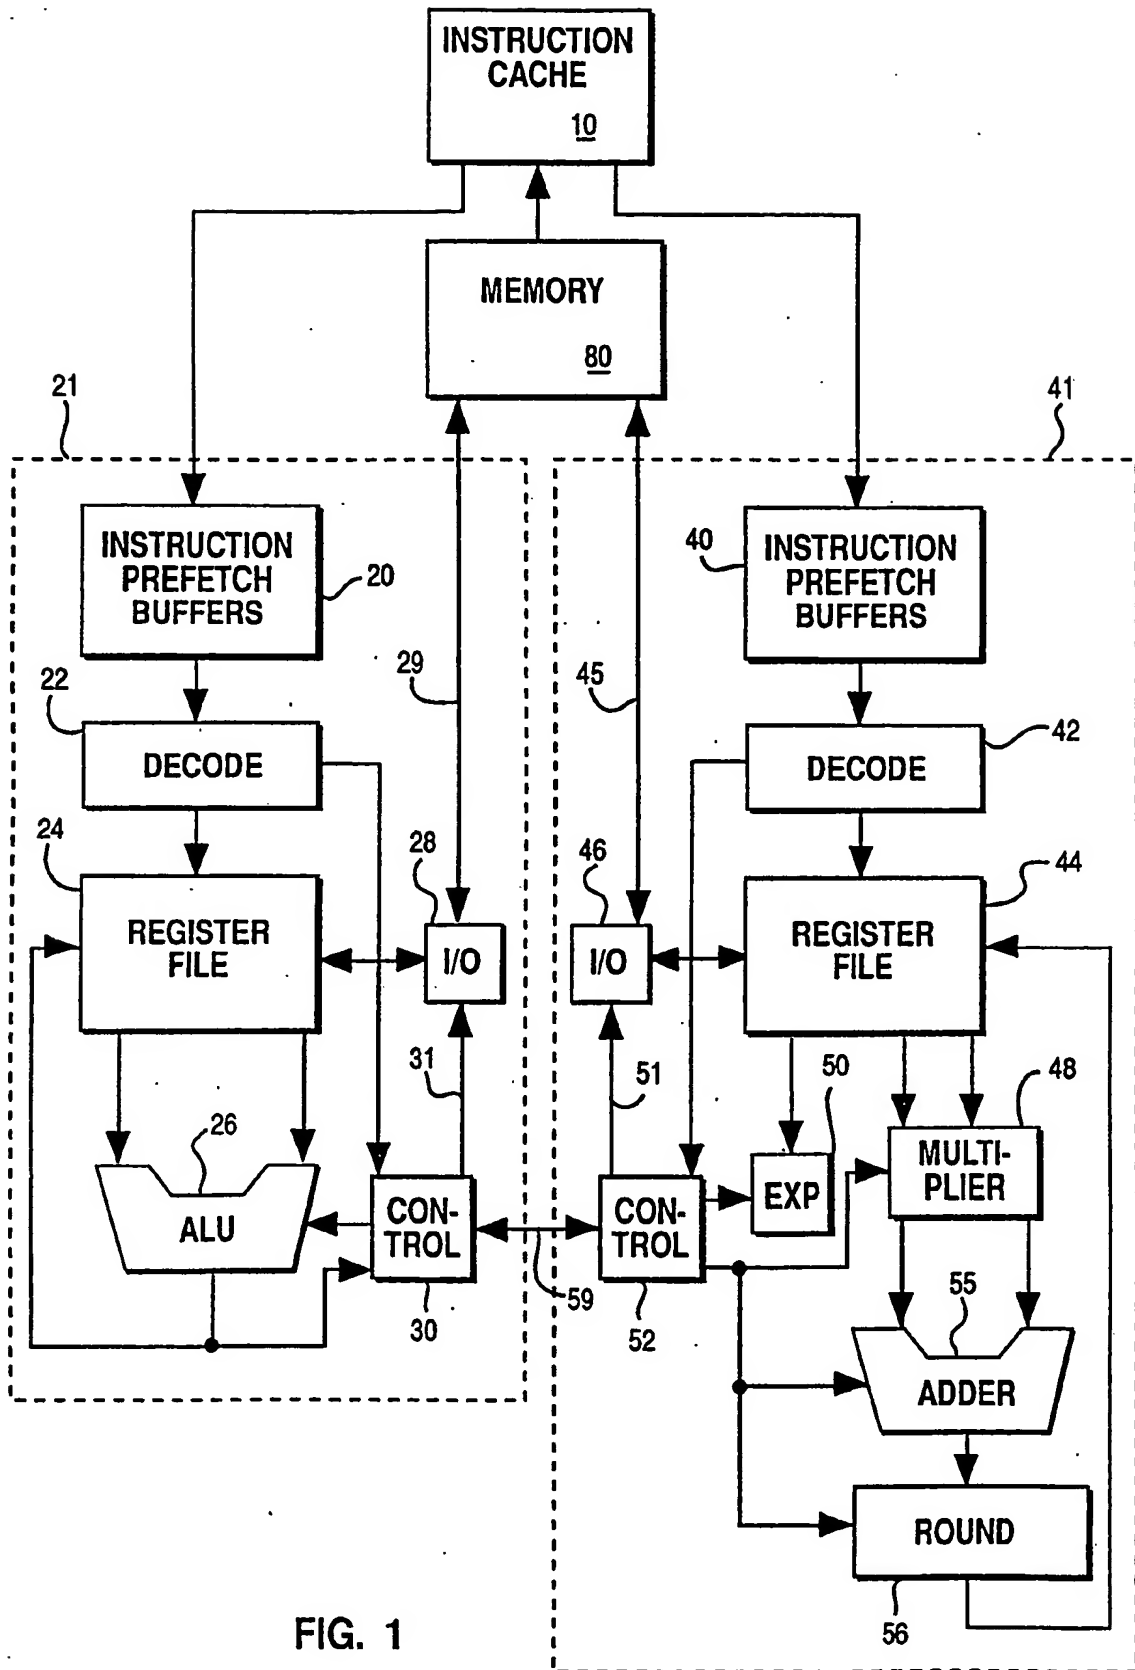 INSTRUCTION
CACHE
10
MEMORY
80
21
41
INSTRUCTION
PREFETCH
BUFFERS
20
40
INSTRUCTION
PREFETCH
BUFFERS
22
29
45
DECODE
42
DECODE
24
28
46
44
REGISTER
FILE
I/O
I/O
REGISTER
FILE
31
51
50
48
26
ALU
CON-
TROL
30
59
CON-
TROL
52
EXP
MULTI-
PLIER
55
ADDER
ROUND
56
FIG. 1